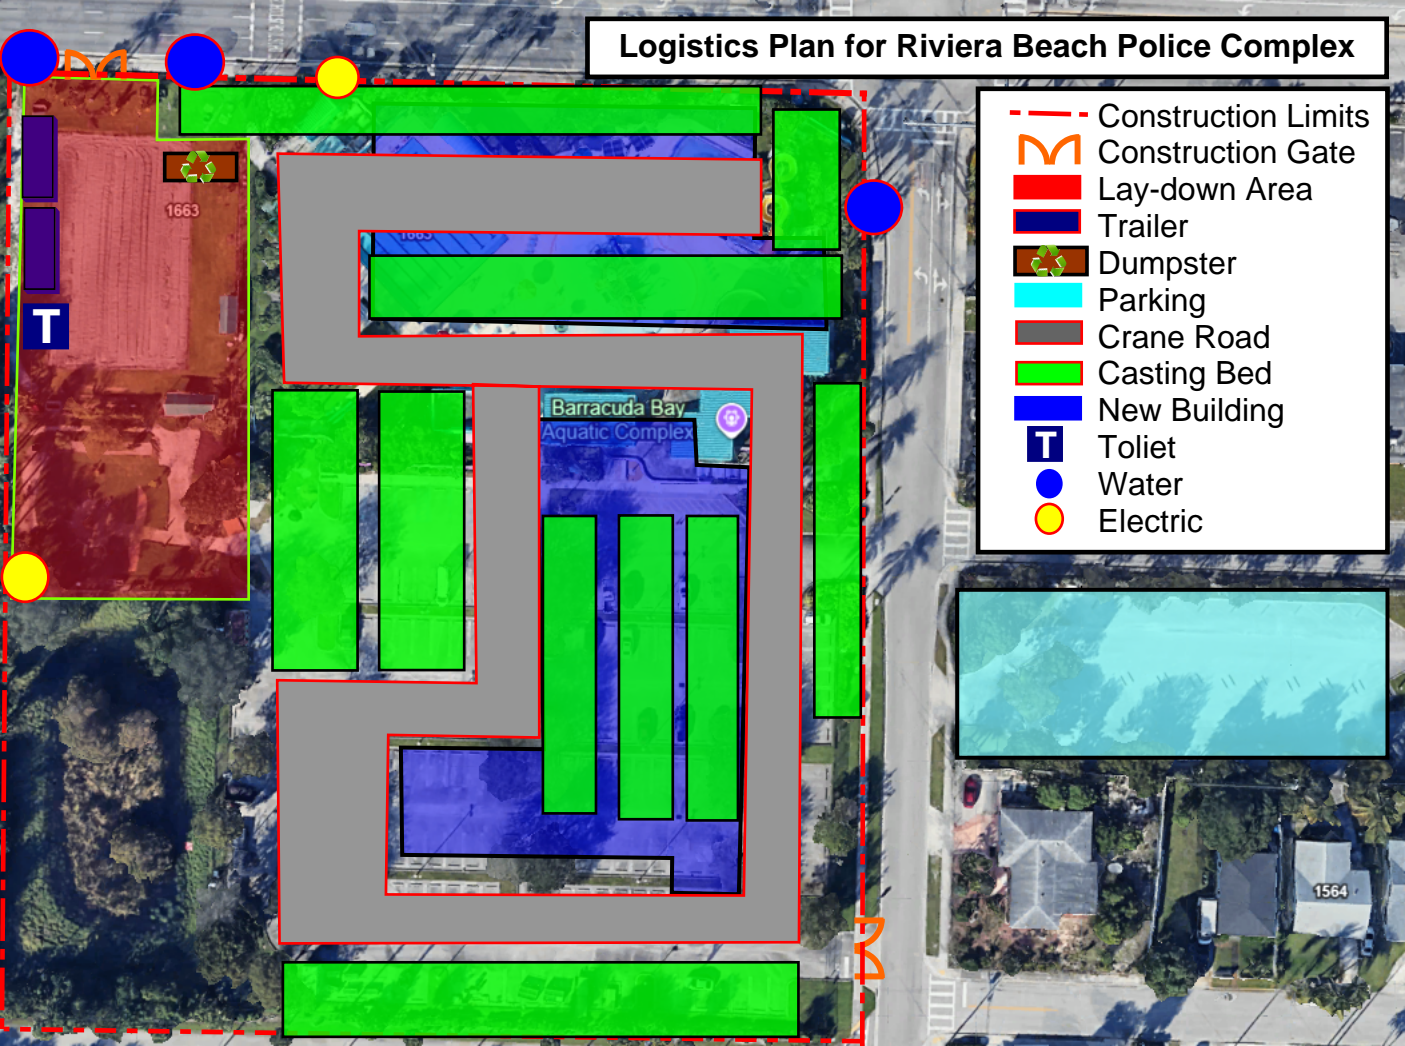 Logistics Plan for Riviera Beach Police Complex
Construction Limits
Construction Gate
Lay-down Area
Trailer
Dumpster
Parking
Crane Road
Casting Bed
New Building
T Toliet
Water
Electric
1663
1663
T
Barracuda Bay
Aquatic Complex
1564